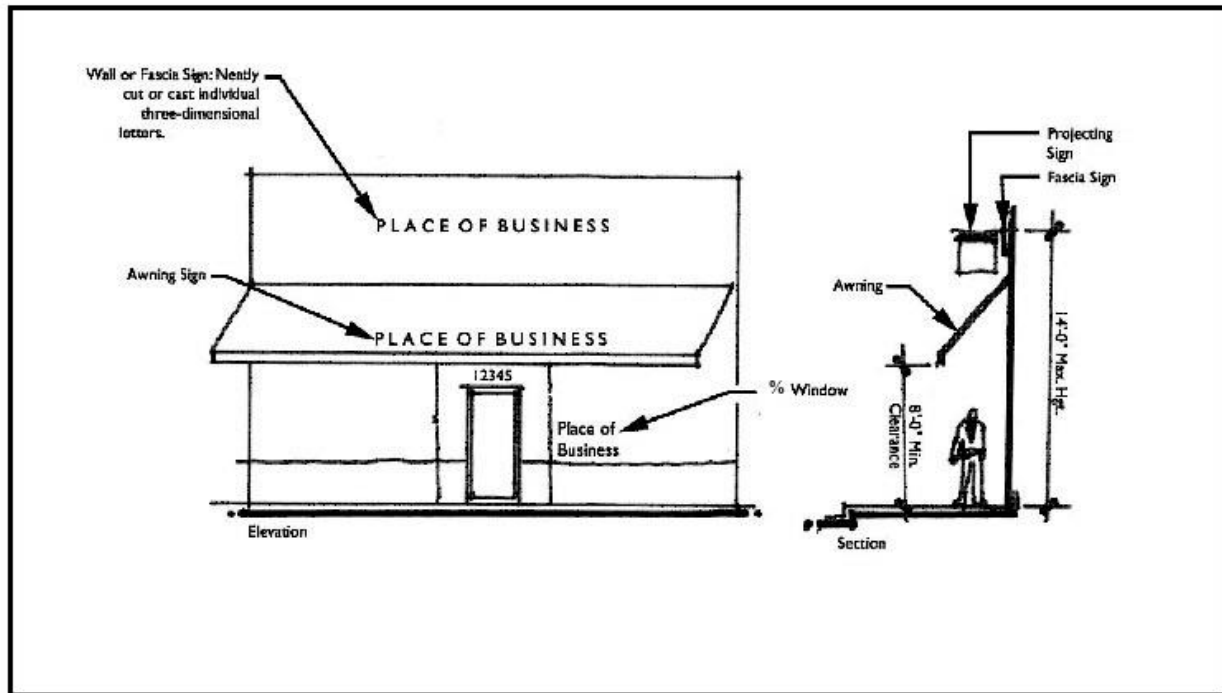 Wall or Fascia Sign: Nently
cut or cast individual
three-dimensional
letters.
PLACE OF BUSINESS
Awning Sign
PLACE OF BUSINESS
12345
Place of
Business
% Window
Elevation
Projecting
Sign
Fascia Sign
Awning
14'-0" Max. Hgt.
8'-0" Min.
Clearance
Section